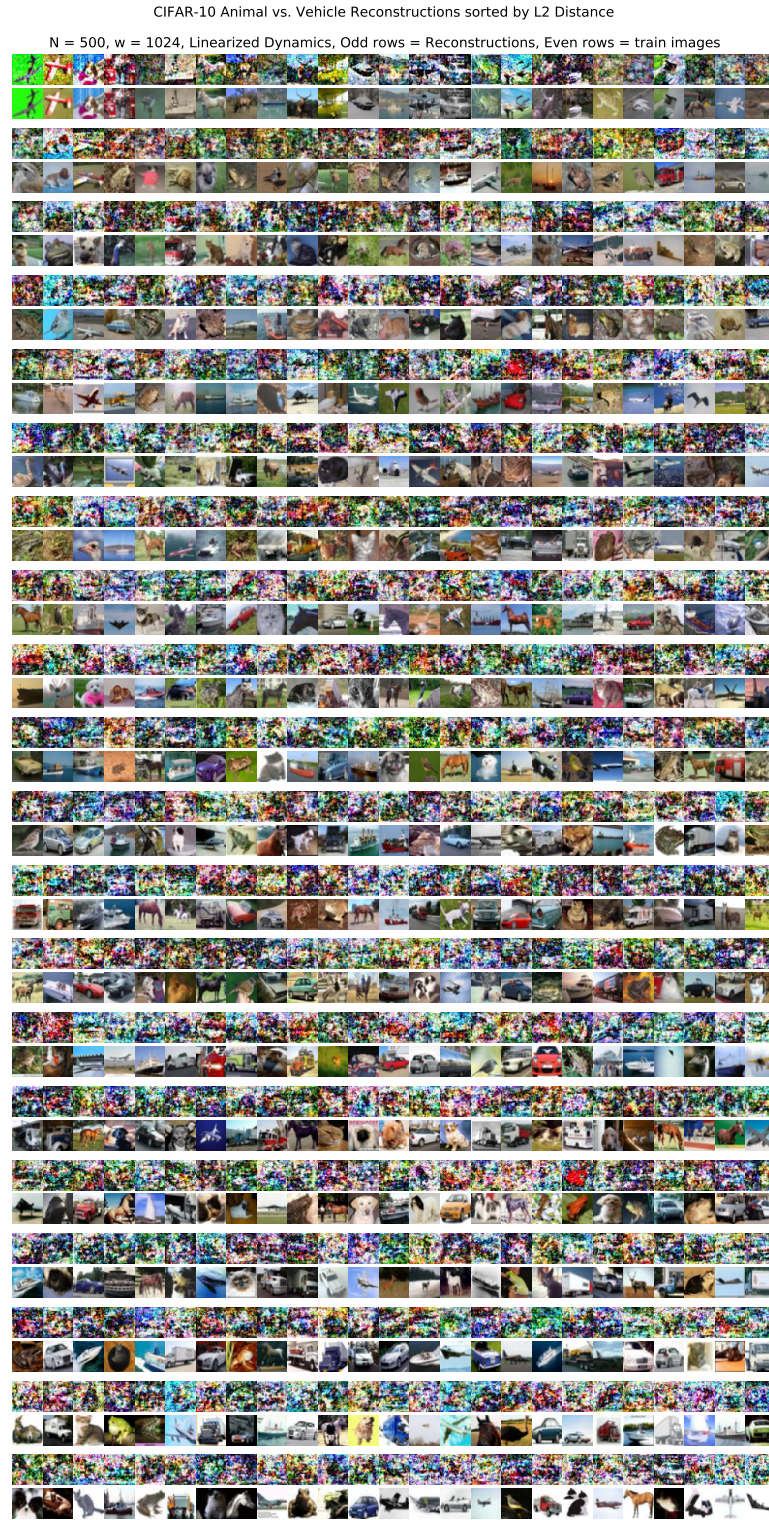 CIFAR-10 Animal vs. Vehicle Reconstructions sorted by L2 Distance
N = 500, w = 1024, Linearized Dynamics, Odd rows = Reconstructions, Even rows = train images